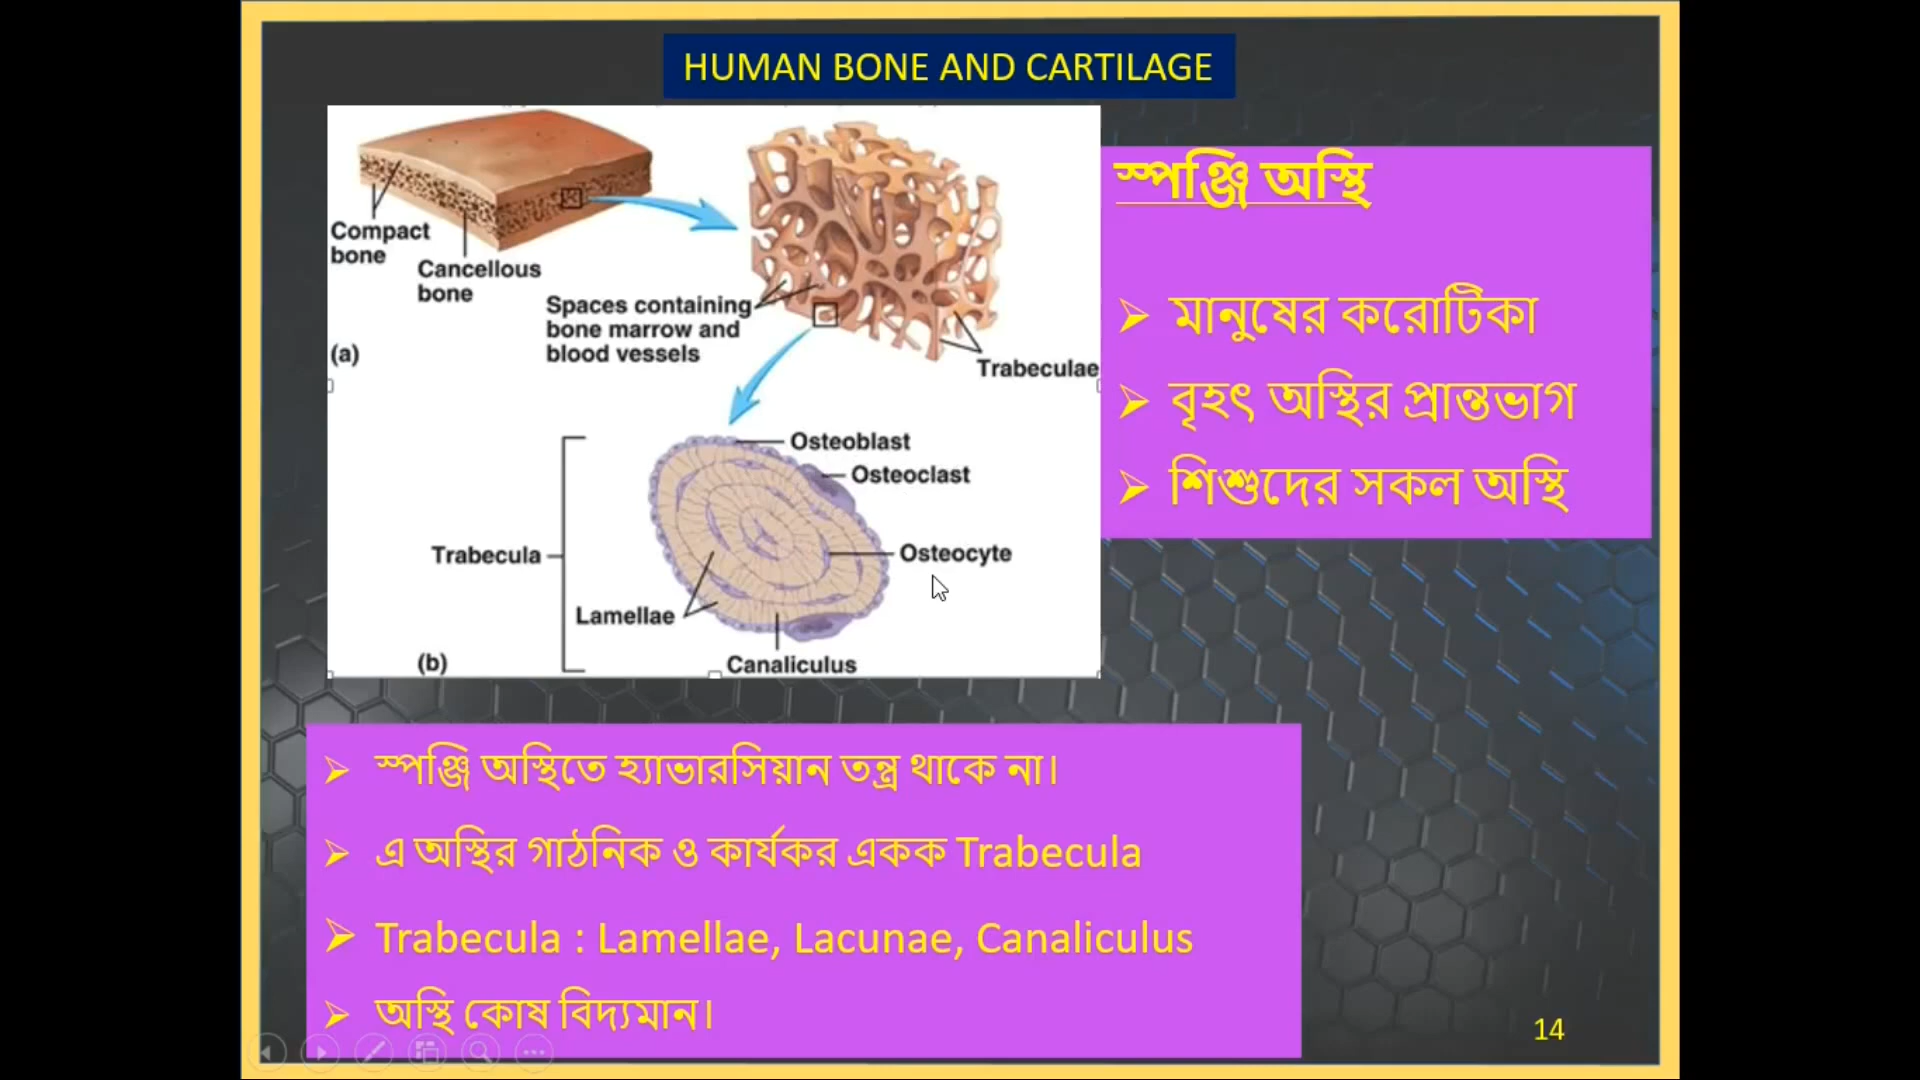 HUMAN BONE AND CARTILAGE
Compact
bone
Cancellous
bone
Spaces containing
bone marrow and
blood vessels
Trabeculae
(a)
Osteoblast
Osteoclast
Osteocyte
Trabecula
Lamellae
Canaliculus
(b)
স্পঞ্জি অস্থি
➢ মানুষের করোটিকা
➢ বৃহৎ অস্থির প্রান্তভাগ
➢ শিশুদের সকল অস্থি
➢ স্পঞ্জি অস্থিতে হ্যাভারসিয়ান তন্ত্র থাকে না।
➢ এ অস্থির গাঠনিক ও কার্যকর একক Trabecula
➢ Trabecula : Lamellae, Lacunae, Canaliculus
➢ অস্থি কোষ বিদ্যমান।
14